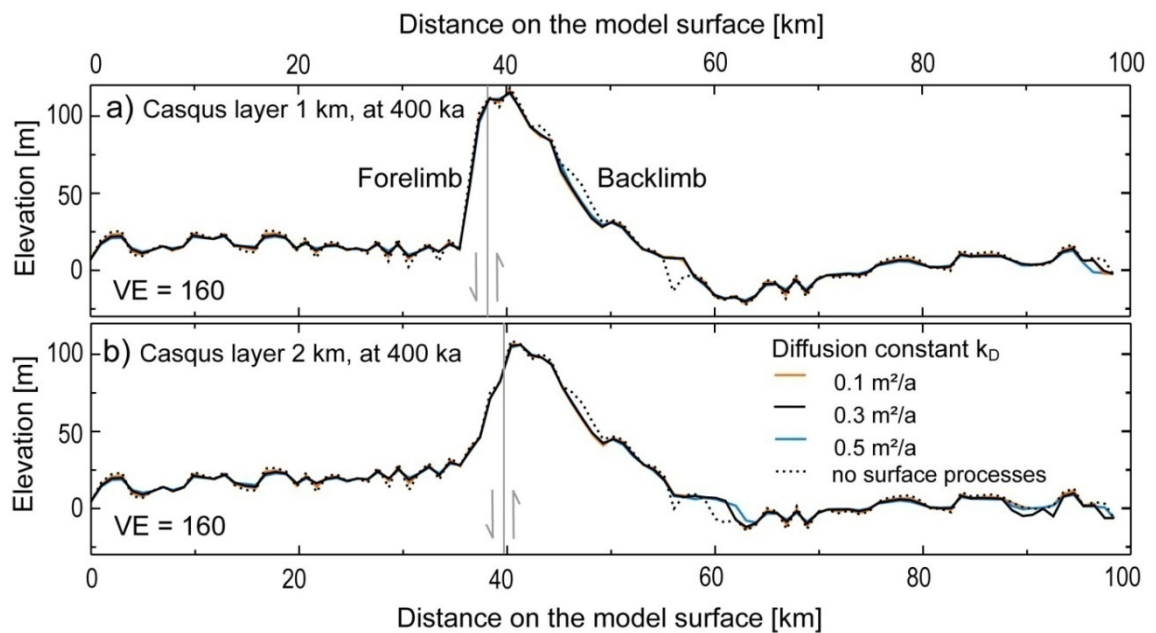 Distance on the model surface [km]
0 20 40 60 80 100
a) Casqus layer 1 km, at 400 ka
100
50
0
Elevation [m]
Forelimb
Backlimb
VE = 160
b) Casqus layer 2 km, at 400 ka
100
50
0
Elevation [m]
Diffusion constant k_D
0.1 m²/a
0.3 m²/a
0.5 m²/a
no surface processes
VE = 160
0 20 40 60 80 100
Distance on the model surface [km]